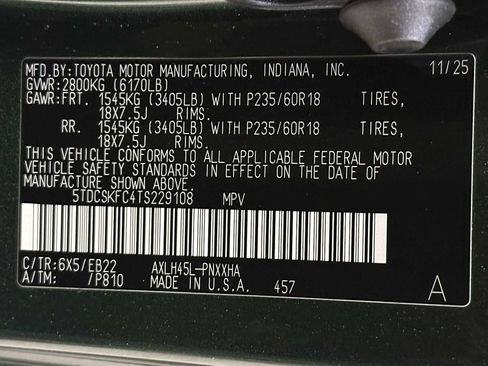 MFD.BY:TOYOTA MOTOR MANUFACTURING, INDIANA, INC. 11/25
GVWR:2800KG (6170LB)
GAWR:FRT. 1545KG (3405LB) WITH P235/60R18 TIRES,
18X7.5J RIMS.
RR. 1545KG (3405LB) WITH P235/60R18 TIRES,
18X7.5J RIMS.
THIS VEHICLE CONFORMS TO ALL APPLICABLE FEDERAL MOTOR
VEHICLE SAFETY STANDARDS IN EFFECT ON THE DATE OF
MANUFACTURE SHOWN ABOVE.
5TDCSKFC4TS229108 MPV
C/TR:6X5/EB22 AXLH45L-PNXXHA
A/TM: /P810 MADE IN U.S.A. 457 A